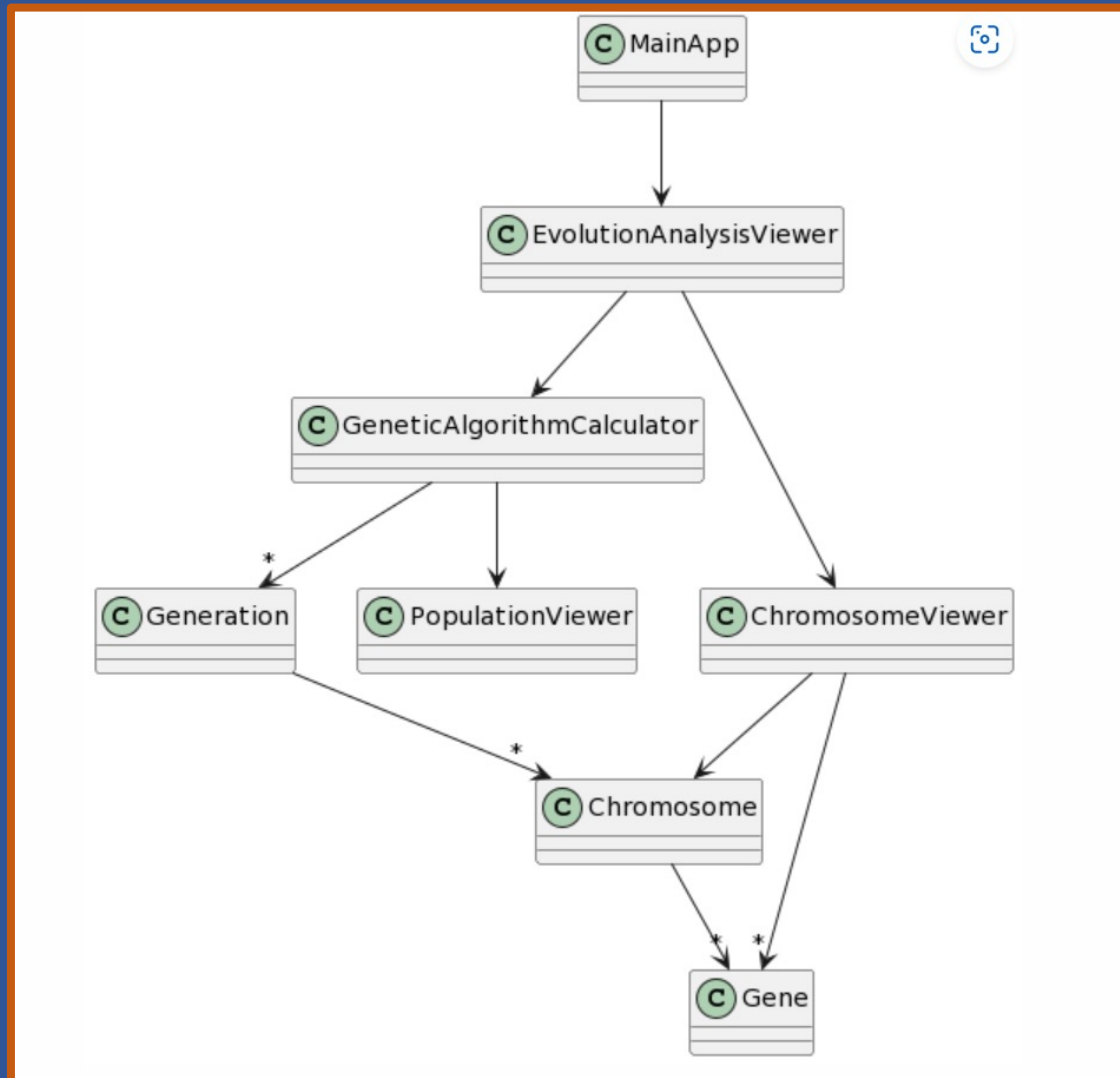 C MainApp
C EvolutionAnalysisViewer
C GeneticAlgorithmCalculator
*
C Generation
C PopulationViewer
C ChromosomeViewer
*
C Chromosome
* *
C Gene